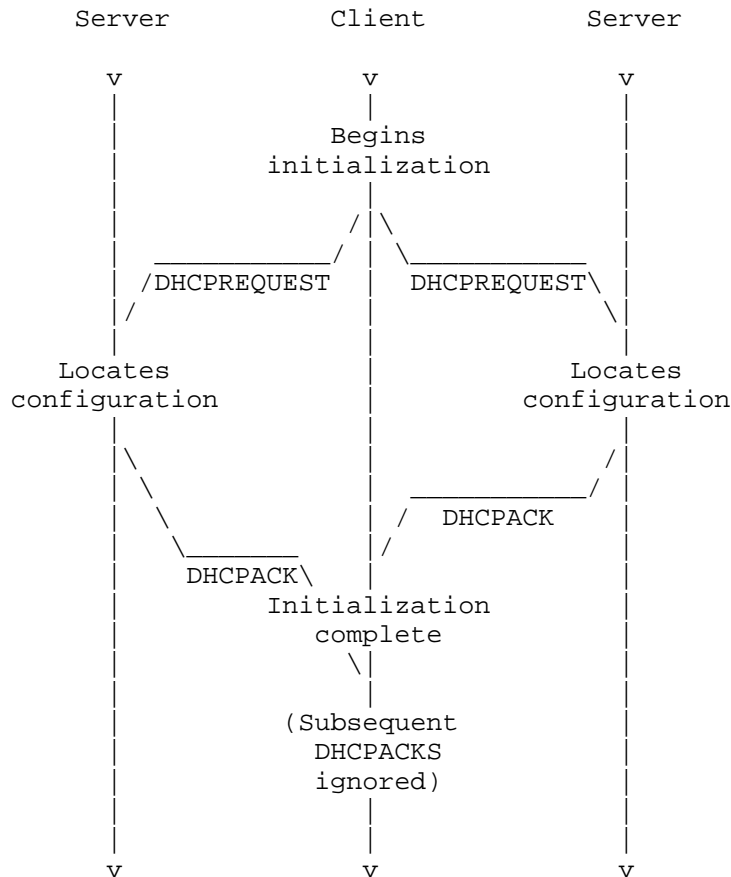 Server Client Server
v v v
Begins
initialization
DHCPREQUEST DHCPREQUEST
Locates Locates
configuration configuration
DHCPACK
DHCPACK
Initialization
complete
(Subsequent
DHCPACKS
ignored)
v v v